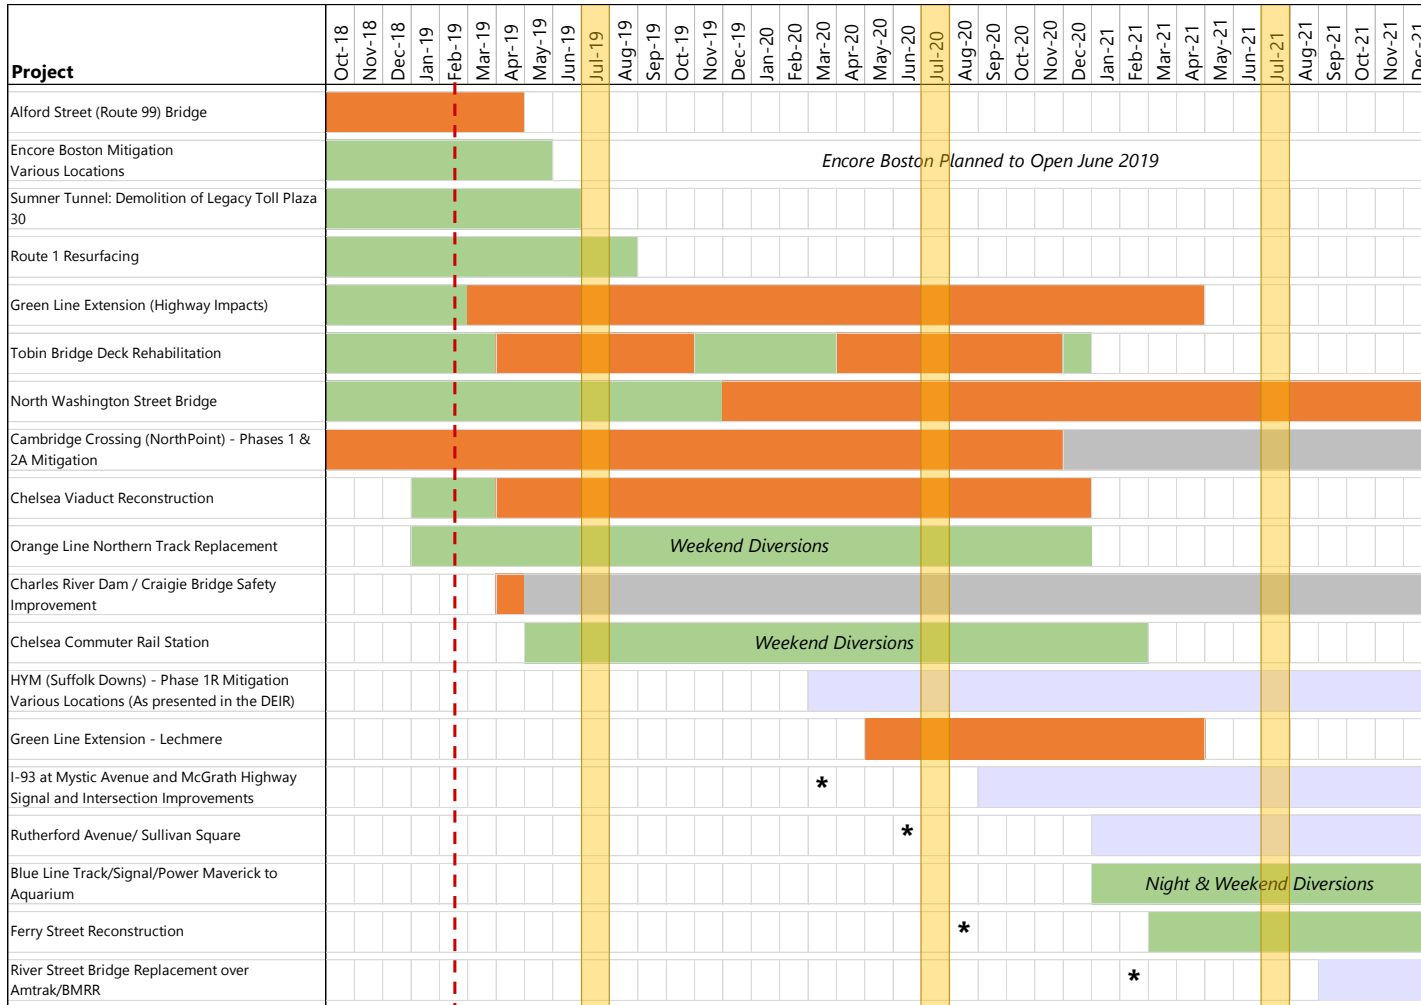 Project
Oct-18 Nov-18 Dec-18 Jan-19 Feb-19 Mar-19 Apr-19 May-19 Jun-19 Jul-19 Aug-19 Sep-19 Oct-19 Nov-19 Dec-19 Jan-20 Feb-20 Mar-20 Apr-20 May-20 Jun-20 Jul-20 Aug-20 Sep-20 Oct-20 Nov-20 Dec-20 Jan-21 Feb-21 Mar-21 Apr-21 May-21 Jun-21 Jul-21 Aug-21 Sep-21 Oct-21 Nov-21 Dec-21
Alford Street (Route 99) Bridge
Encore Boston Mitigation
Various Locations
Encore Boston Planned to Open June 2019
Sumner Tunnel: Demolition of Legacy Toll Plaza
30
Route 1 Resurfacing
Green Line Extension (Highway Impacts)
Tobin Bridge Deck Rehabilitation
North Washington Street Bridge
Cambridge Crossing (NorthPoint) - Phases 1 &
2A Mitigation
Chelsea Viaduct Reconstruction
Orange Line Northern Track Replacement
Weekend Diversions
Charles River Dam / Craigie Bridge Safety
Improvement
Chelsea Commuter Rail Station
Weekend Diversions
HYM (Suffolk Downs) - Phase 1R Mitigation
Various Locations (As presented in the DEIR)
Green Line Extension - Lechmere
I-93 at Mystic Avenue and McGrath Highway
Signal and Intersection Improvements
*
Rutherford Avenue/ Sullivan Square
*
Blue Line Track/Signal/Power Maverick to
Aquarium
Night & Weekend Diversions
Ferry Street Reconstruction
*
River Street Bridge Replacement over
Amtrak/BMRR
*